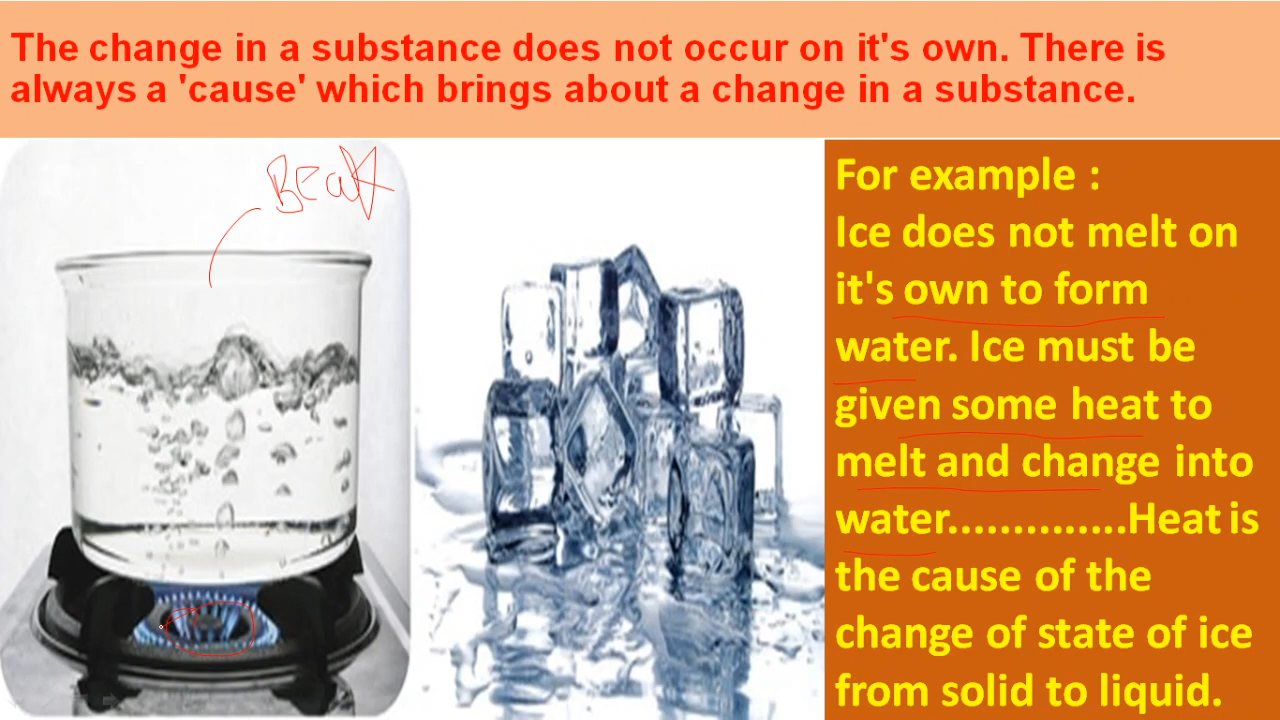 The change in a substance does not occur on it's own. There is
always a 'cause' which brings about a change in a substance.
For example :
Ice does not melt on
it's own to form
water. Ice must be
given some heat to
melt and change into
water..............Heat is
the cause of the
change of state of ice
from solid to liquid.